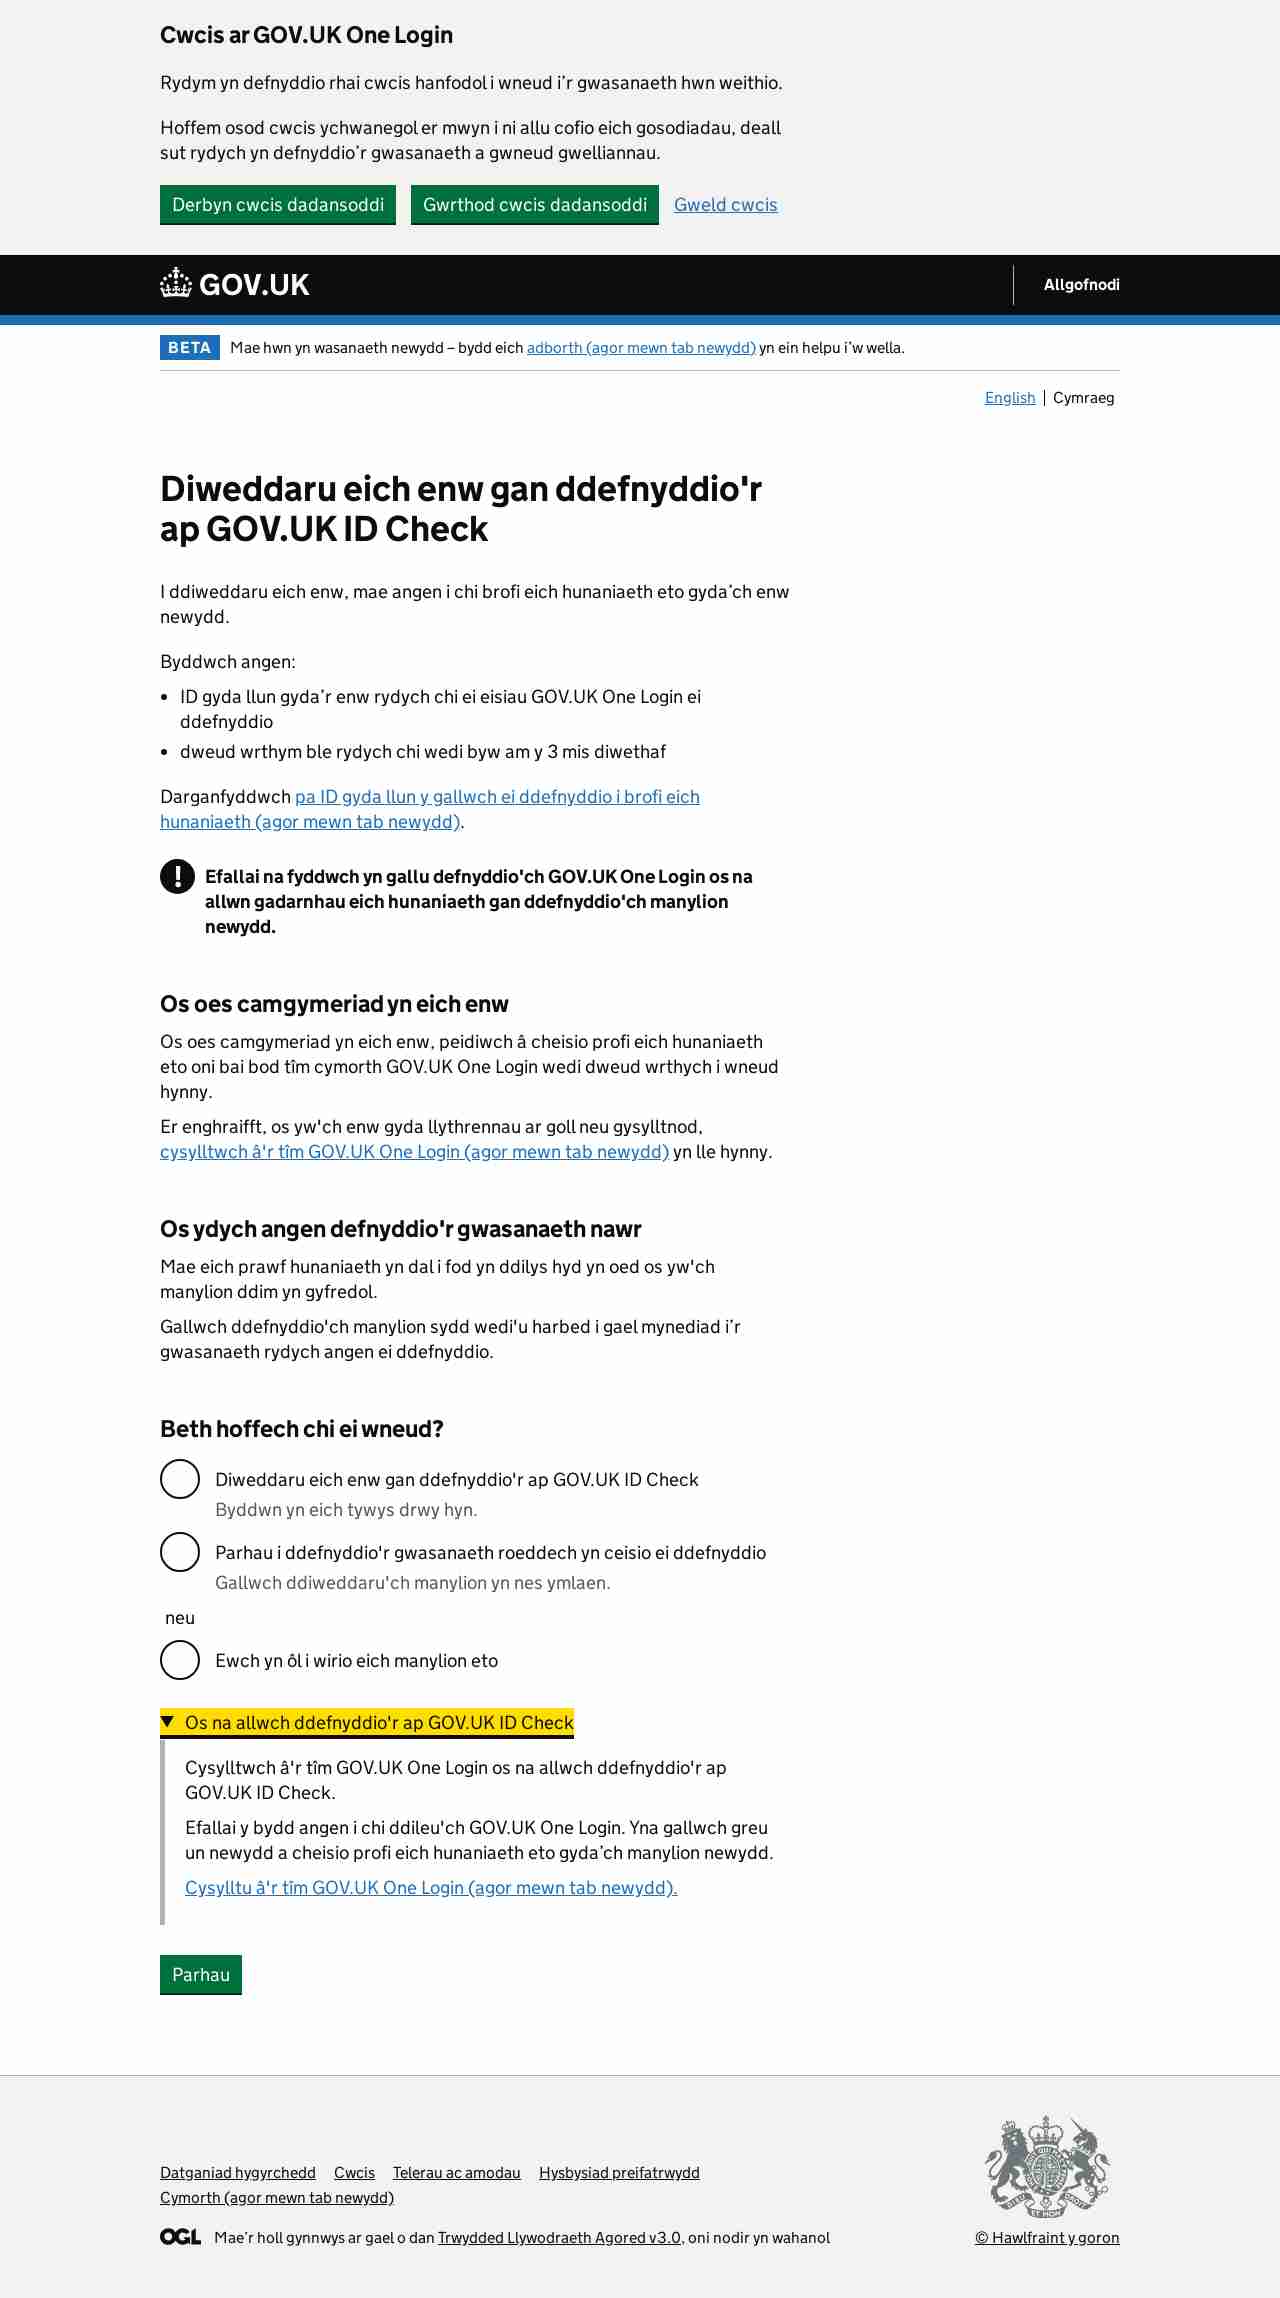 Cwcis ar GOV.UK One Login
Rydym yn defnyddio rhai cwcis hanfodol i wneud i’r gwasanaeth hwn weithio.
Hoffem osod cwcis ychwanegol er mwyn i ni allu cofio eich gosodiadau, deall
sut rydych yn defnyddio’r gwasanaeth a gwneud gwelliannau.
Derbyn cwcis dadansoddi Gwrthod cwcis dadansoddi Gweld cwcis
GOV.UK Allgofnodi
BETA Mae hwn yn wasanaeth newydd – bydd eich adborth (agor mewn tab newydd) yn ein helpu i’w wella.
English Cymraeg
Diweddaru eich enw gan ddefnyddio'r
ap GOV.UK ID Check
I ddiweddaru eich enw, mae angen i chi brofi eich hunaniaeth eto gyda’ch enw
newydd.
Byddwch angen:
• ID gyda llun gyda’r enw rydych chi ei eisiau GOV.UK One Login ei
ddefnyddio
• dweud wrthym ble rydych chi wedi byw am y 3 mis diwethaf
Darganfyddwch pa ID gyda llun y gallwch ei ddefnyddio i brofi eich
hunaniaeth (agor mewn tab newydd).
! Efallai na fyddwch yn gallu defnyddio'ch GOV.UK One Login os na
allwn gadarnhau eich hunaniaeth gan ddefnyddio'ch manylion
newydd.
Os oes camgymeriad yn eich enw
Os oes camgymeriad yn eich enw, peidiwch â cheisio profi eich hunaniaeth
eto oni bai bod tîm cymorth GOV.UK One Login wedi dweud wrthych i wneud
hynny.
Er enghraifft, os yw'ch enw gyda llythrennau ar goll neu gysylltnod,
cysylltwch â'r tîm GOV.UK One Login (agor mewn tab newydd) yn lle hynny.
Os ydych angen defnyddio'r gwasanaeth nawr
Mae eich prawf hunaniaeth yn dal i fod yn ddilys hyd yn oed os yw'ch
manylion ddim yn gyfredol.
Gallwch ddefnyddio'ch manylion sydd wedi'u harbed i gael mynediad i’r
gwasanaeth rydych angen ei ddefnyddio.
Beth hoffech chi ei wneud?
Diweddaru eich enw gan ddefnyddio'r ap GOV.UK ID Check
Byddwn yn eich tywys drwy hyn.
Parhau i ddefnyddio'r gwasanaeth roeddech yn ceisio ei ddefnyddio
Gallwch ddiweddaru'ch manylion yn nes ymlaen.
neu
Ewch yn ôl i wirio eich manylion eto
Os na allwch ddefnyddio'r ap GOV.UK ID Check
Cysylltwch â'r tîm GOV.UK One Login os na allwch ddefnyddio'r ap
GOV.UK ID Check.
Efallai y bydd angen i chi ddileu'ch GOV.UK One Login. Yna gallwch greu
un newydd a cheisio profi eich hunaniaeth eto gyda’ch manylion newydd.
Cysylltu â'r tîm GOV.UK One Login (agor mewn tab newydd).
Parhau
Datganiad hygyrchedd Cwcis Telerau ac amodau Hysbysiad preifatrwydd
Cymorth (agor mewn tab newydd)
OGL Mae’r holl gynnwys ar gael o dan Trwydded Llywodraeth Agored v3.0, oni nodir yn wahanol
© Hawlfraint y goron